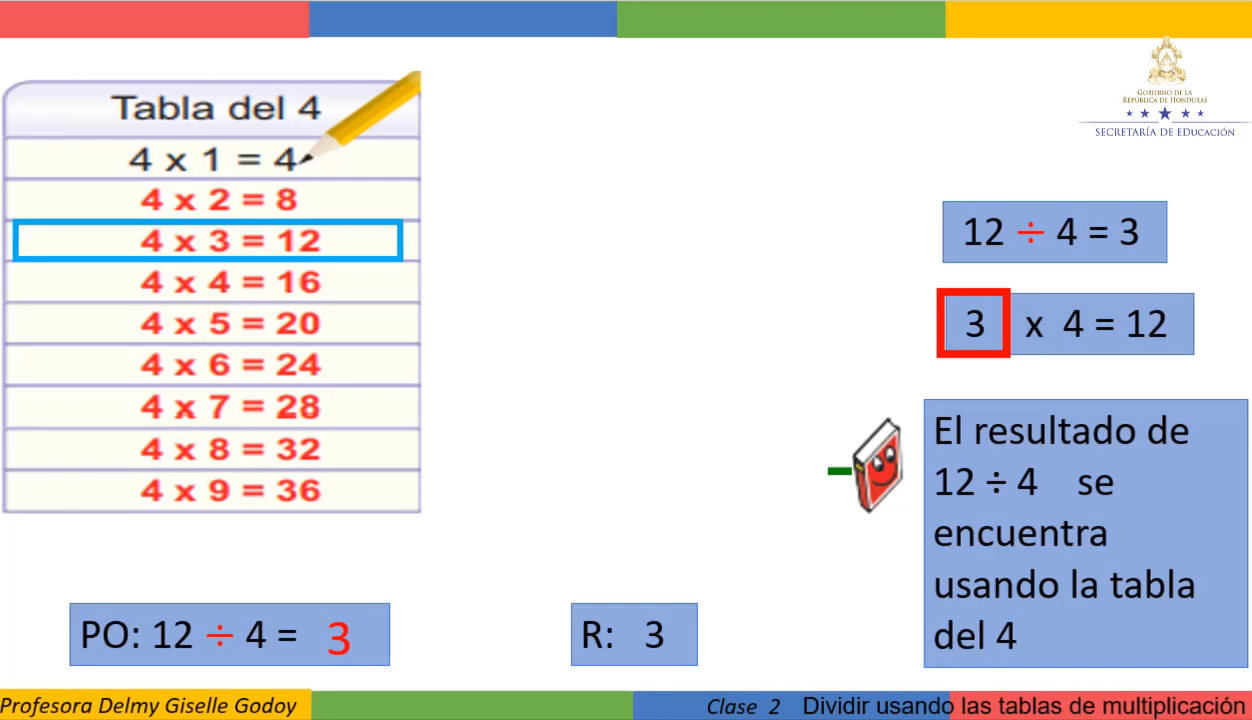 Tabla del 4
4 x 1 = 4
4 x 2 = 8
4 x 3 = 12
4 x 4 = 16
4 x 5 = 20
4 x 6 = 24
4 x 7 = 28
4 x 8 = 32
4 x 9 = 36
GOBIERNO DE LA
REPÚBLICA DE HONDURAS
SECRETARÍA DE EDUCACIÓN
12 ÷ 4 = 3
3 x 4 = 12
El resultado de
12 ÷ 4 se
encuentra
usando la tabla
del 4
PO: 12 ÷ 4 = 3
R: 3
Profesora Delmy Giselle Godoy
Clase 2 Dividir usando las tablas de multiplicación